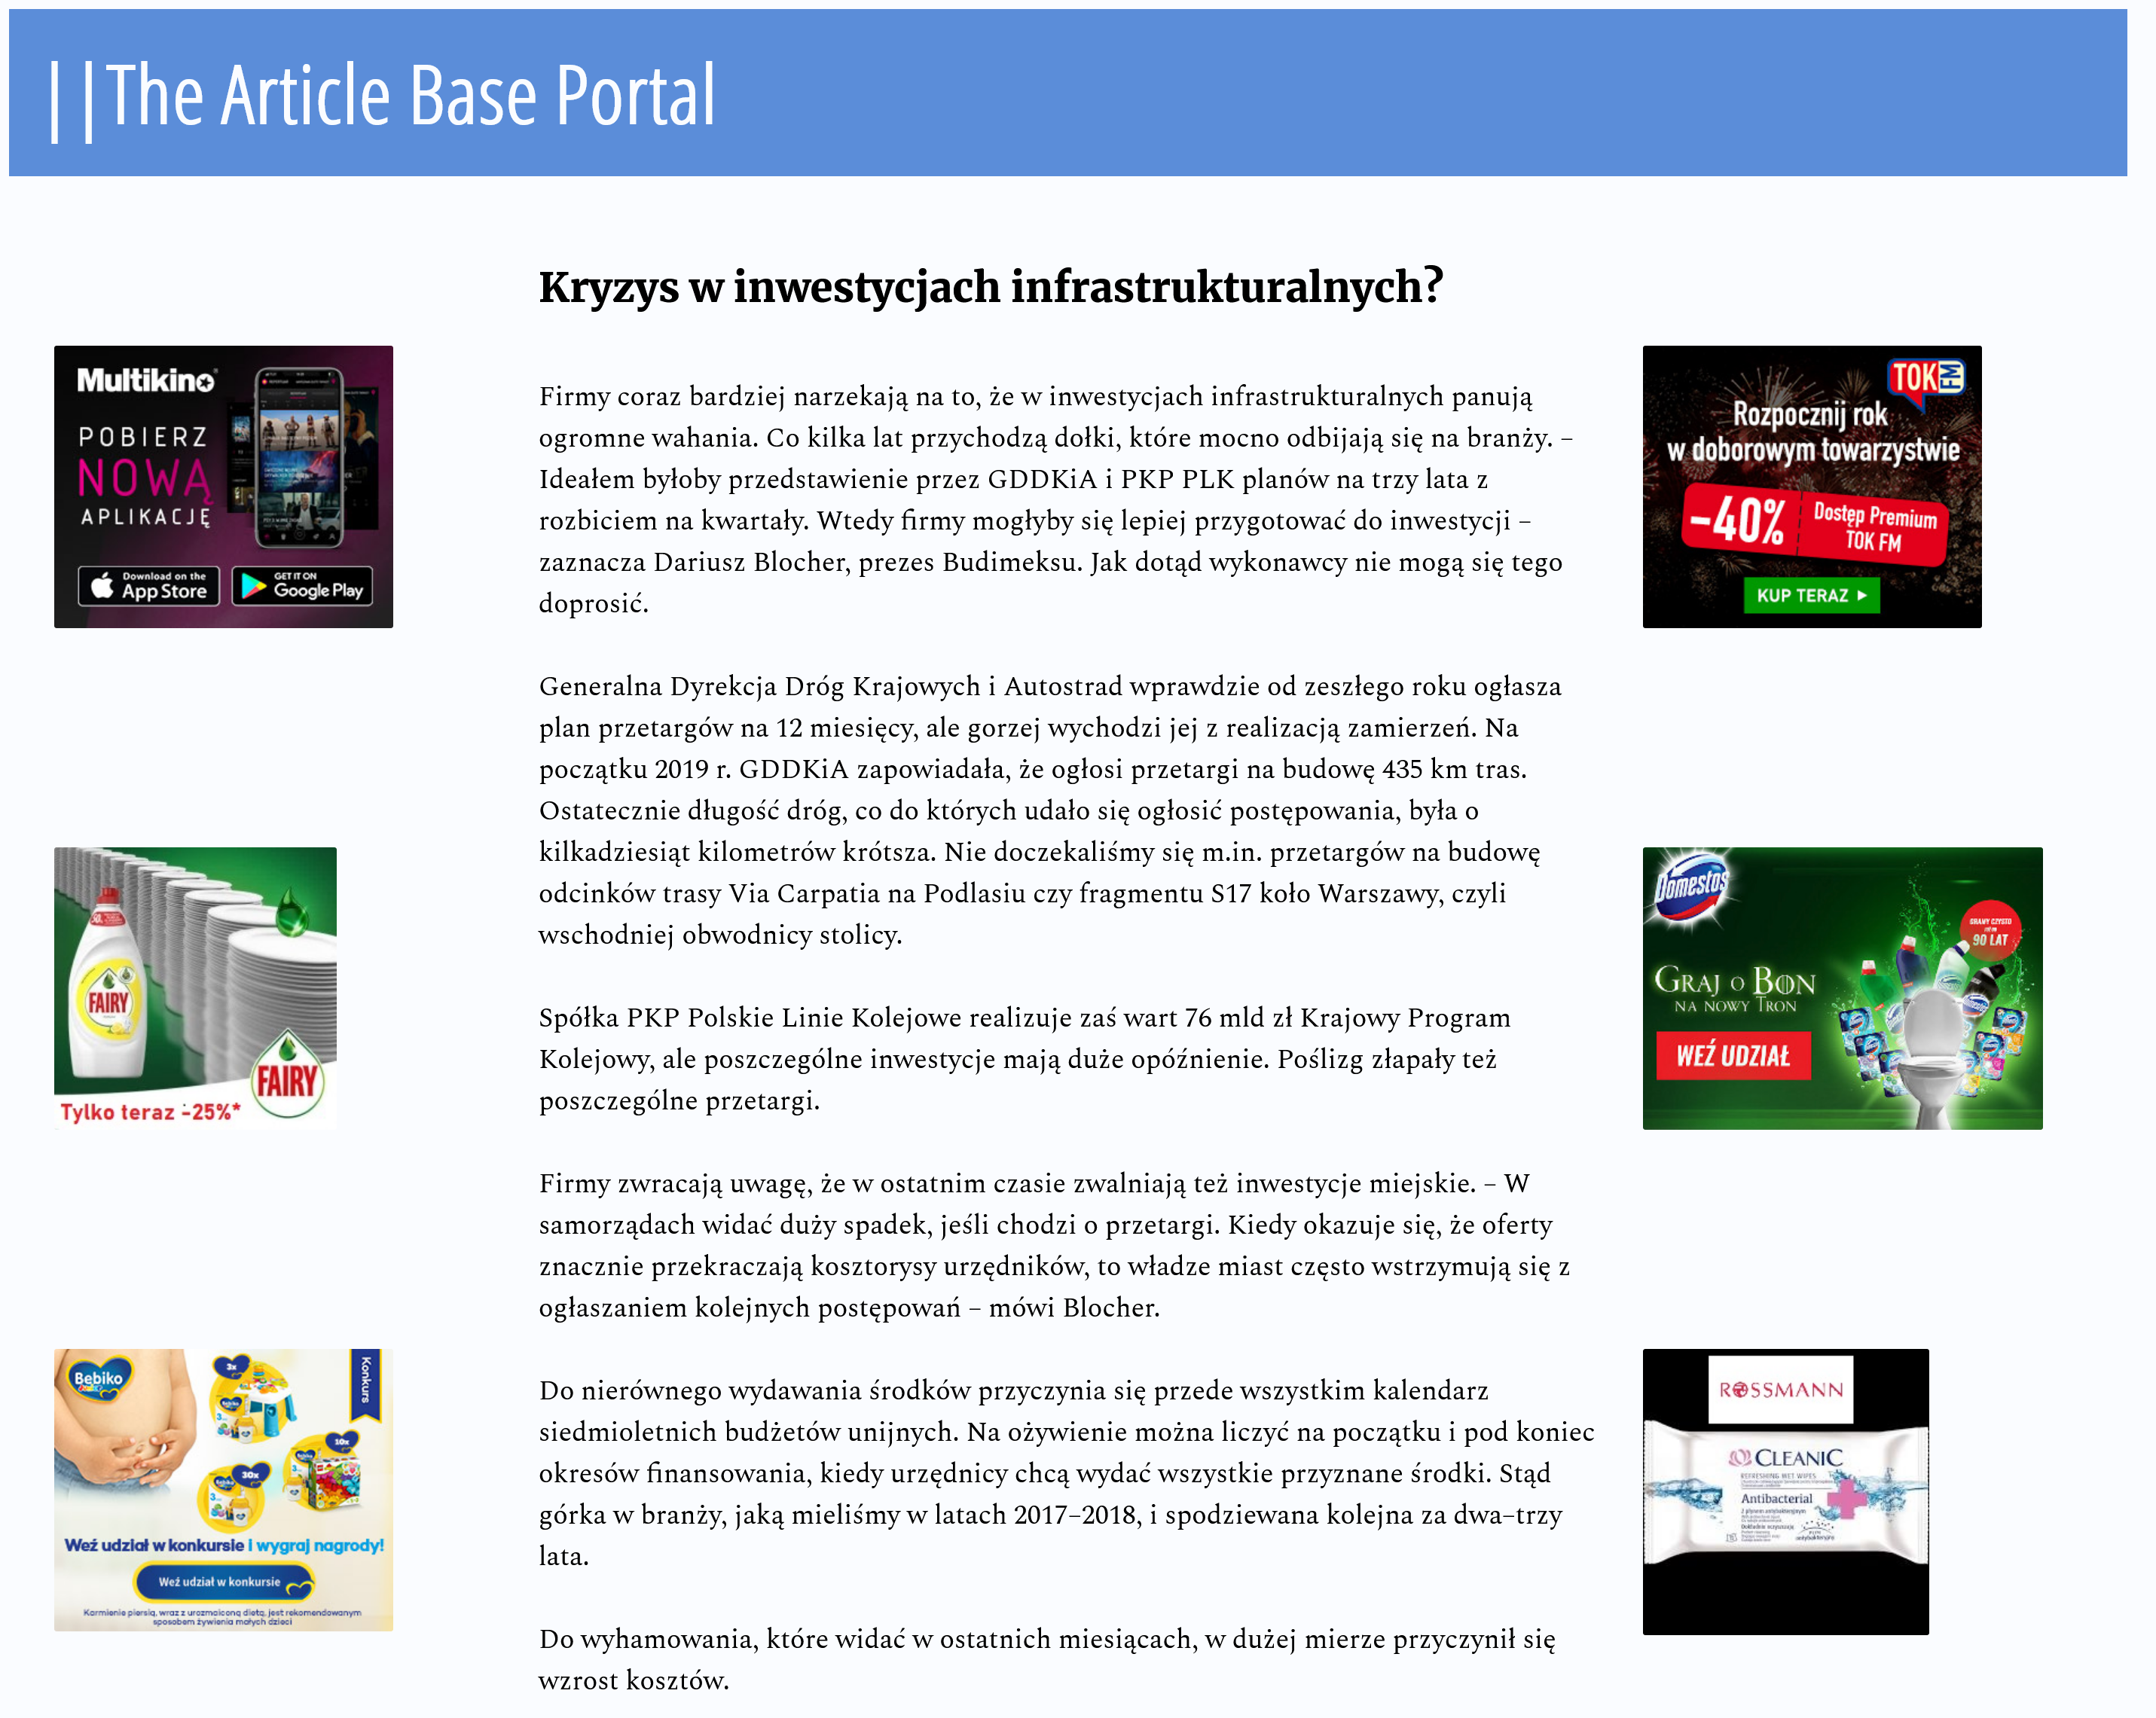 ||The Article Base Portal
Kryzys w inwestycjach infrastrukturalnych?
Firmy coraz bardziej narzekają na to, że w inwestycjach infrastrukturalnych panują
ogromne wahania. Co kilka lat przychodzą dołki, które mocno odbijają się na branży. –
Ideałem byłoby przedstawienie przez GDDKiA i PKP PLK planów na trzy lata z
rozbiciem na kwartały. Wtedy firmy mogłyby się lepiej przygotować do inwestycji –
zaznacza Dariusz Blocher, prezes Budimeksu. Jak dotąd wykonawcy nie mogą się tego
doprosić.
Generalna Dyrekcja Dróg Krajowych i Autostrad wprawdzie od zeszłego roku ogłasza
plan przetargów na 12 miesięcy, ale gorzej wychodzi jej z realizacją zamierzeń. Na
początku 2019 r. GDDKiA zapowiadała, że ogłosi przetargi na budowę 435 km tras.
Ostatecznie długość dróg, co do których udało się ogłosić postępowania, była o
kilkadziesiąt kilometrów krótsza. Nie doczekaliśmy się m.in. przetargów na budowę
odcinków trasy Via Carpatia na Podlasiu czy fragmentu S17 koło Warszawy, czyli
wschodniej obwodnicy stolicy.
Spółka PKP Polskie Linie Kolejowe realizuje zaś wart 76 mld zł Krajowy Program
Kolejowy, ale poszczególne inwestycje mają duże opóźnienie. Poślizg złapały też
poszczególne przetargi.
Firmy zwracają uwagę, że w ostatnim czasie zwalniają też inwestycje miejskie. – W
samorządach widać duży spadek, jeśli chodzi o przetargi. Kiedy okazuje się, że oferty
znacznie przekraczają kosztorysy urzędników, to władze miast często wstrzymują się z
ogłaszaniem kolejnych postępowań – mówi Blocher.
Do nierównego wydawania środków przyczynia się przede wszystkim kalendarz
siedmioletnich budżetów unijnych. Na ożywienie można liczyć na początku i pod koniec
okresów finansowania, kiedy urzędnicy chcą wydać wszystkie przyznane środki. Stąd
górka w branży, jaką mieliśmy w latach 2017–2018, i spodziewana kolejna za dwa–trzy
lata.
Do wyhamowania, które widać w ostatnich miesiącach, w dużej mierze przyczynił się
wzrost kosztów.
Multikino
POBIERZ
NOWĄ
APLIKACJĘ
Download on the
App Store
GET IT ON
Google Play
FAIRY
FAIRY
Tylko teraz -25%*
Bebiko
Junior
Konkurs
3x
10x
30x
Weź udział w konkursie i wygraj nagrody!
Weź udział w konkursie
Karmienie piersią, wraz z urozmaiconą dietą, jest rekomendowanym
sposobem żywienia małych dzieci
TOK FM
Rozpocznij rok
w doborowym towarzystwie
-40%
Dostęp Premium
TOK FM
KUP TERAZ
Domestos
GRAMY CZYSTO
90 LAT
GRAJ O BON
NA NOWY TRON
WEŹ UDZIAŁ
ROSSMANN
CLEANIC
REFRESHING WET WIPES
Antibacterial